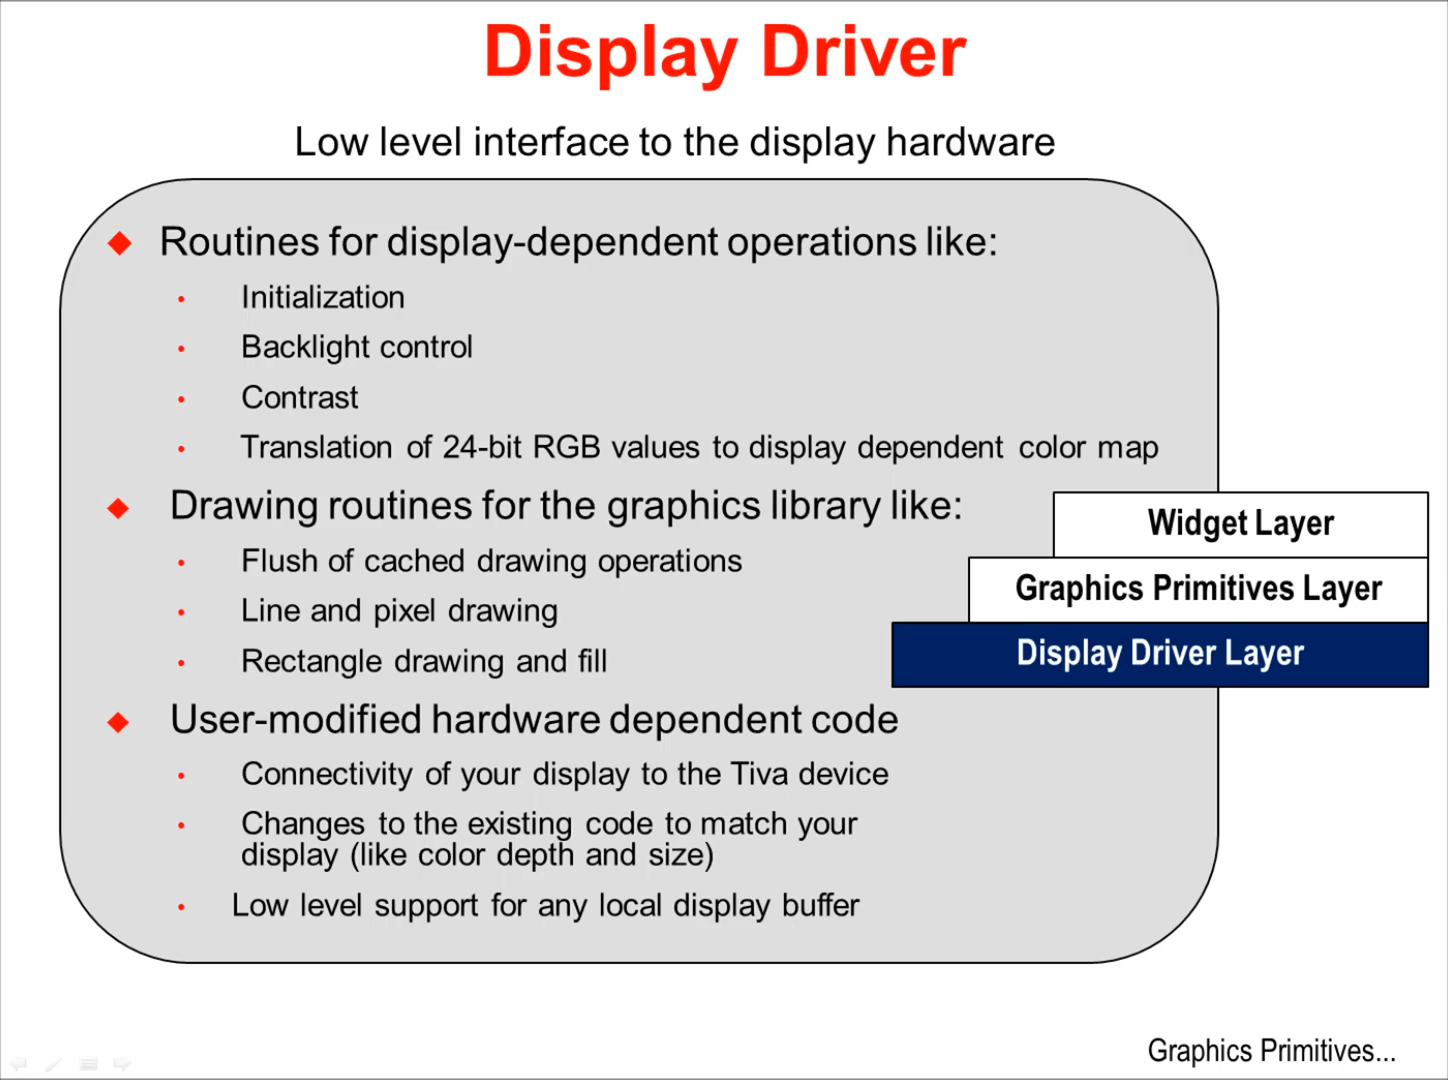 Display Driver
Low level interface to the display hardware
Routines for display-dependent operations like:
Initialization
Backlight control
Contrast
Translation of 24-bit RGB values to display dependent color map
Drawing routines for the graphics library like:
Flush of cached drawing operations
Line and pixel drawing
Rectangle drawing and fill
Widget Layer
Graphics Primitives Layer
Display Driver Layer
User-modified hardware dependent code
Connectivity of your display to the Tiva device
Changes to the existing code to match your
display (like color depth and size)
Low level support for any local display buffer
Graphics Primitives...